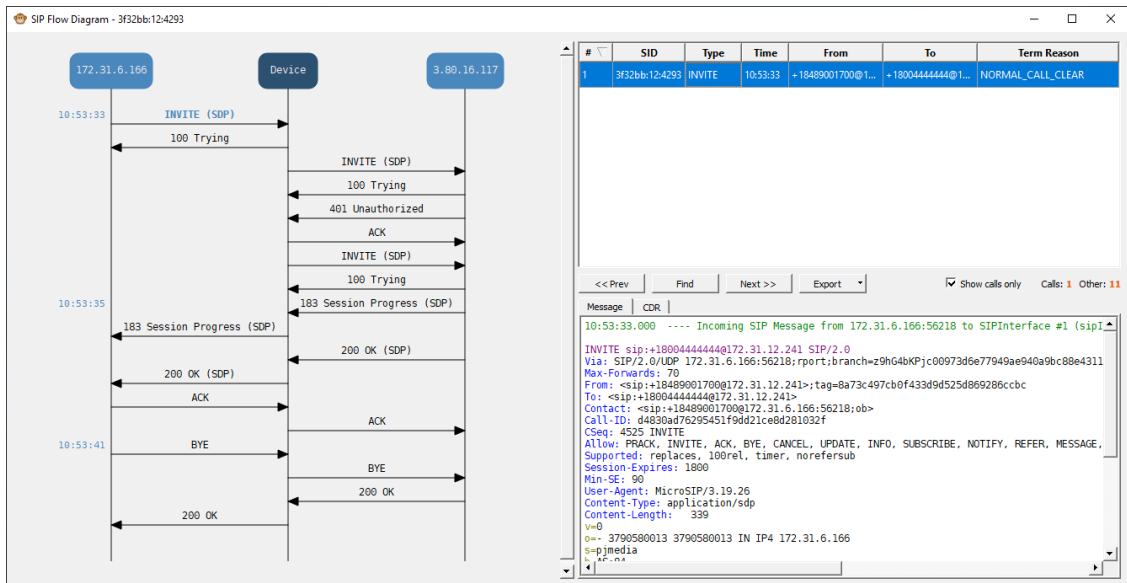 SIP Flow Diagram - 3f32bb:12:4293
172.31.6.166
Device
3.80.16.117
10:53:33
INVITE (SDP)
100 Trying
INVITE (SDP)
100 Trying
401 Unauthorized
ACK
INVITE (SDP)
100 Trying
10:53:35
183 Session Progress (SDP)
183 Session Progress (SDP)
200 OK (SDP)
200 OK (SDP)
ACK
ACK
10:53:41
BYE
BYE
200 OK
200 OK
# SID Type Time From To Term Reason
1 3f32bb:12:4293 INVITE 10:53:33 +18489001700@1... +18004444444@1... NORMAL_CALL_CLEAR
<< Prev Find Next >> Export Show calls only Calls: 1 Other: 11
Message CDR
10:53:33.000 ---- Incoming SIP Message from 172.31.6.166:56218 to SIPInterface #1 (sipI
INVITE sip:+18004444444@172.31.12.241 SIP/2.0
Via: SIP/2.0/UDP 172.31.6.166:56218;rport;branch=z9hG4bKPjc00973d6e77949ae940a9bc88e4311
Max-Forwards: 70
From: <sip:+18489001700@172.31.12.241>;tag=8a73c497cb0f433d9d525d869286ccbc
To: <sip:+18004444444@172.31.12.241>
Contact: <sip:+18489001700@172.31.6.166:56218;ob>
Call-ID: d4830ad76295451f9dd21ce8d281032f
CSeq: 4525 INVITE
Allow: PRACK, INVITE, ACK, BYE, CANCEL, UPDATE, INFO, SUBSCRIBE, NOTIFY, REFER, MESSAGE,
Supported: replaces, 100rel, timer, norefersub
Session-Expires: 1800
Min-SE: 90
User-Agent: MicroSIP/3.19.26
Content-Type: application/sdp
Content-Length: 339
v=0
o=- 3790580013 3790580013 IN IP4 172.31.6.166
s=pjmedia
b=AS:84